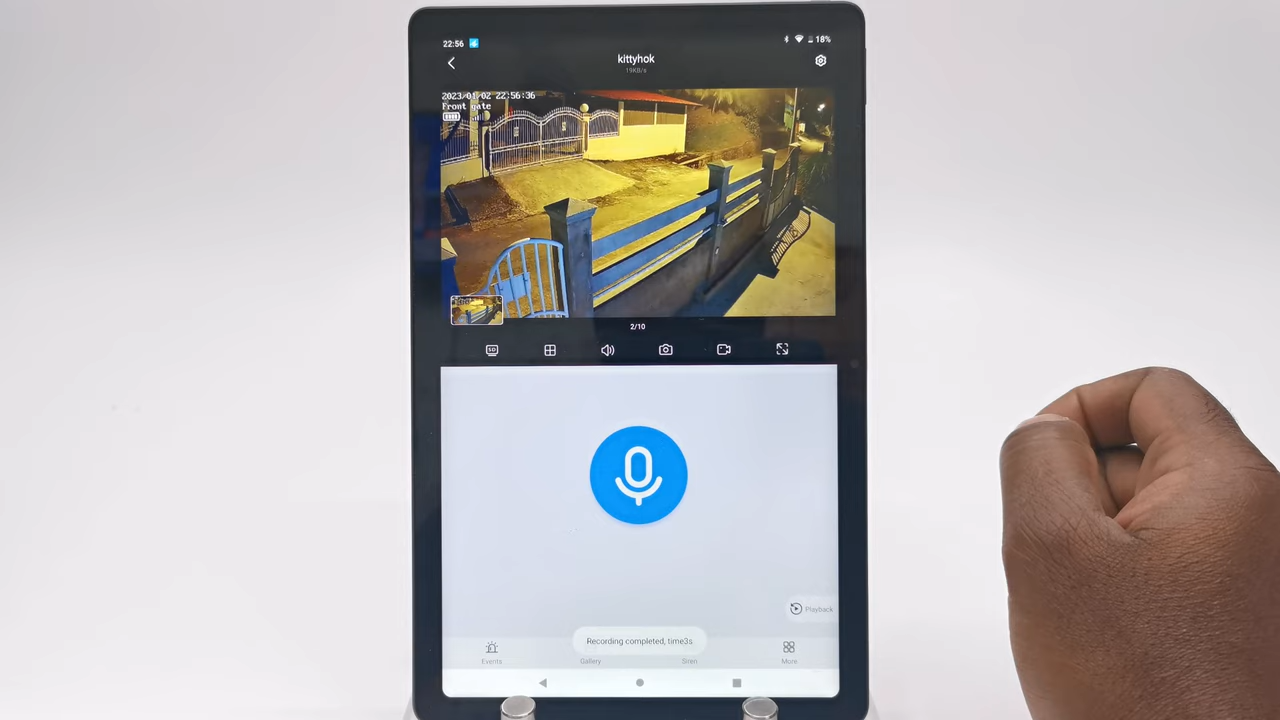 22:56
18%
kittyhok
19KB/s
2023/01/02 22:56:36
Front gate
2/10
SD
Playback
Recording completed, time3s
Events
Gallery
Siren
More